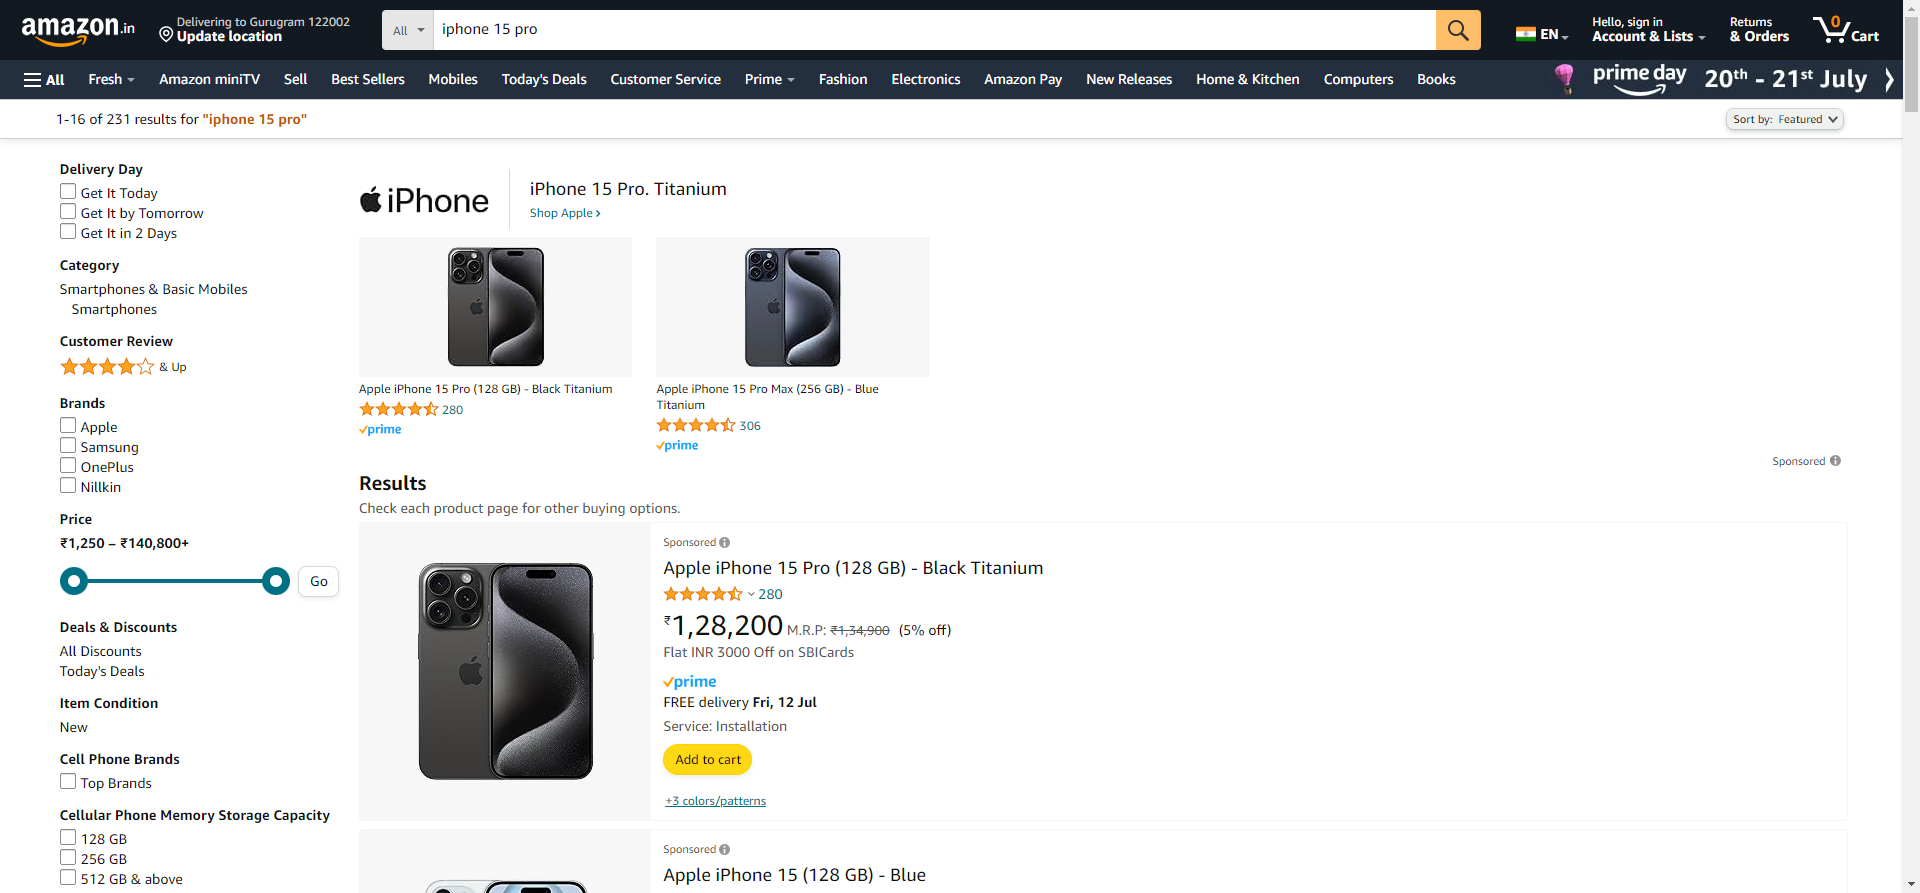 amazon.in
Delivering to Gurugram 122002
Update location
All
iphone 15 pro
EN
Hello, sign in
Account & Lists
Returns
& Orders
0
Cart
All
Fresh
Amazon miniTV
Sell
Best Sellers
Mobiles
Today's Deals
Customer Service
Prime
Fashion
Electronics
Amazon Pay
New Releases
Home & Kitchen
Computers
Books
prime day
20th - 21st July
1-16 of 231 results for "iphone 15 pro"
Sort by: Featured
Delivery Day
Get It Today
Get It by Tomorrow
Get It in 2 Days
Category
Smartphones & Basic Mobiles
Smartphones
Customer Review
& Up
Brands
Apple
Samsung
OnePlus
Nillkin
Price
₹1,250 – ₹140,800+
Go
Deals & Discounts
All Discounts
Today's Deals
Item Condition
New
Cell Phone Brands
Top Brands
Cellular Phone Memory Storage Capacity
128 GB
256 GB
512 GB & above
iPhone
iPhone 15 Pro. Titanium
Shop Apple ›
Apple iPhone 15 Pro (128 GB) - Black Titanium
280
prime
Apple iPhone 15 Pro Max (256 GB) - Blue
Titanium
306
prime
Sponsored
Results
Check each product page for other buying options.
Sponsored
Apple iPhone 15 Pro (128 GB) - Black Titanium
280
₹1,28,200 M.R.P: ₹1,34,900 (5% off)
Flat INR 3000 Off on SBICards
prime
FREE delivery Fri, 12 Jul
Service: Installation
Add to cart
+3 colors/patterns
Sponsored
Apple iPhone 15 (128 GB) - Blue